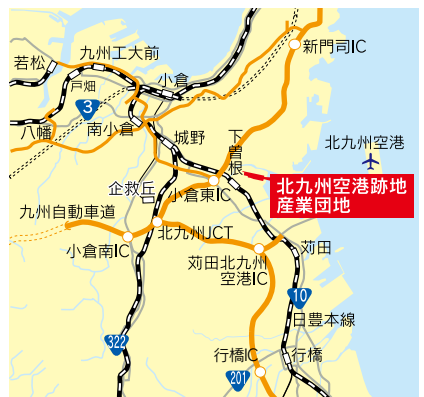 新門司IC
九州工大前
若松
戸畑
小倉
3
八幡
南小倉
城野
下曽根
北九州空港
北九州空港跡地
産業団地
企救丘
小倉東IC
九州自動車道
小倉南IC
北九州JCT
苅田
苅田北九州
空港IC
10
日豊本線
322
行橋IC
行橋
201